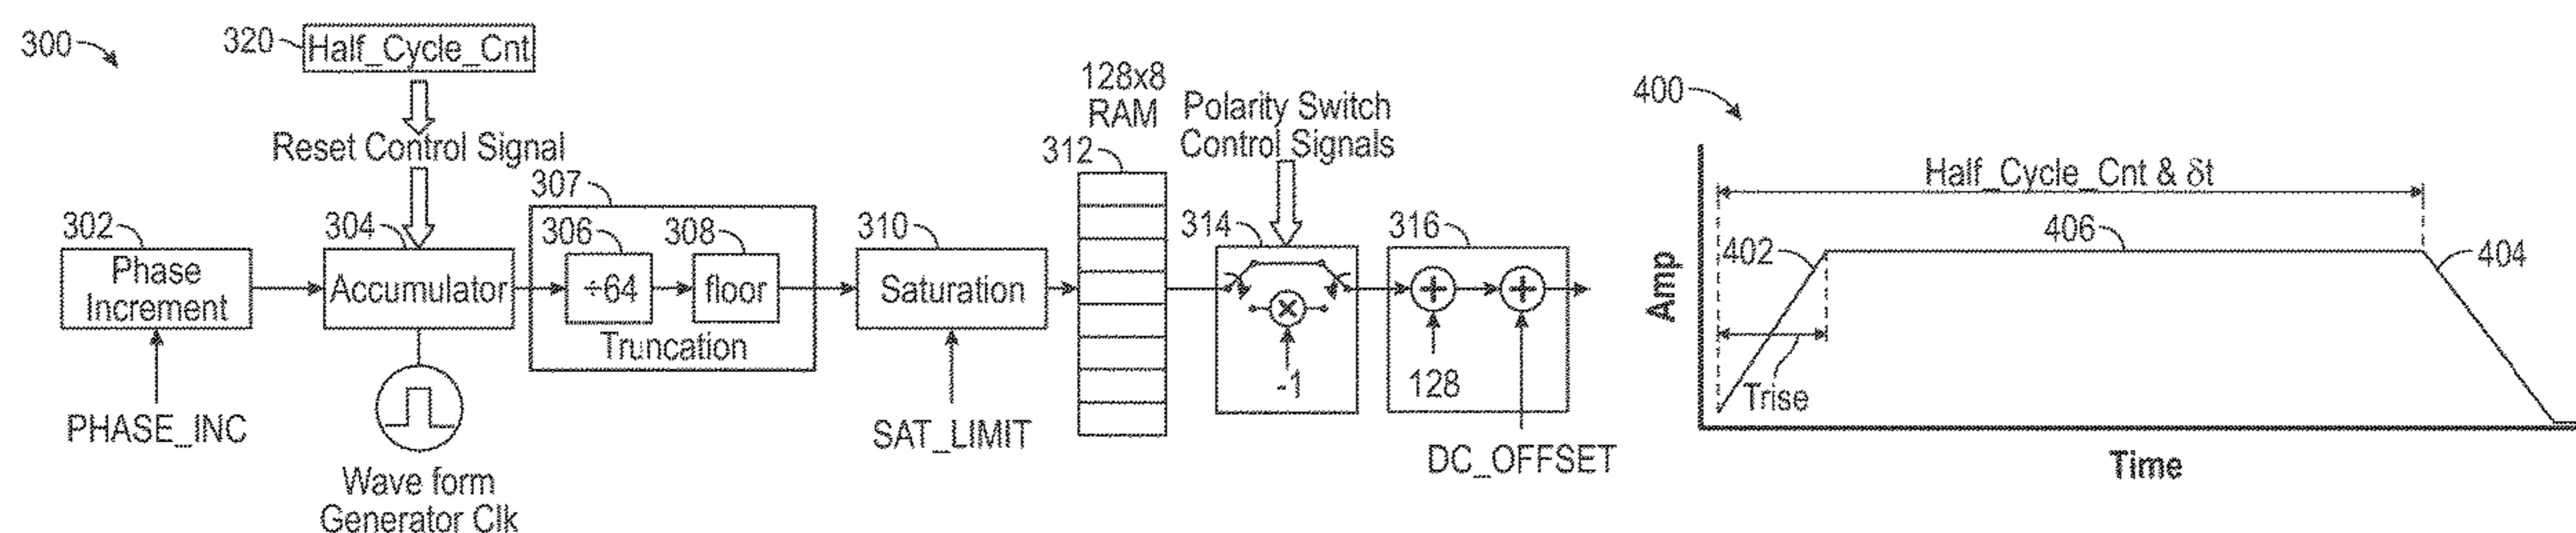 300
320
Half_Cycle_Cnt
Reset Control Signal
302
Phase
Increment
PHASE_INC
304
Accumulator
Wave form
Generator Clk
307
306
÷64
308
floor
Truncation
310
Saturation
SAT_LIMIT
128x8
RAM
312
Polarity Switch
Control Signals
314
-1
316
128
DC_OFFSET
400
Half_Cycle_Cnt & δt
402
406
404
Amp
Trise
Time